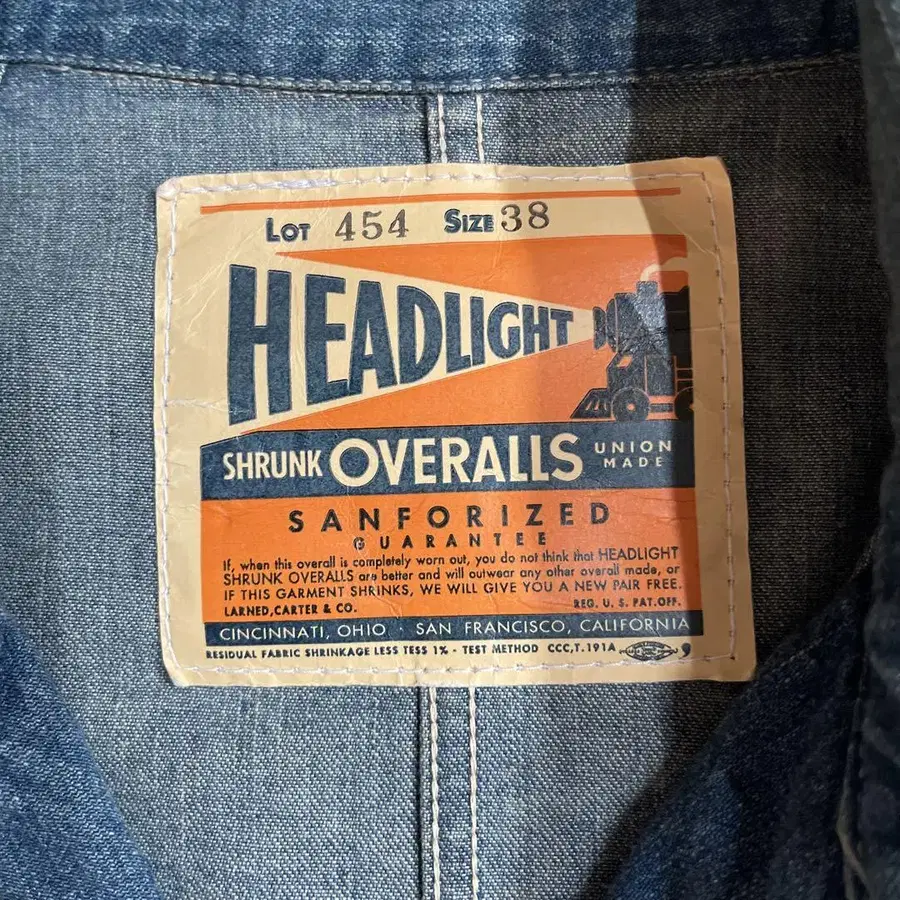 LOT 454 SIZE 38
HEADLIGHT
SHRUNK OVERALLS UNION MADE
SANFORIZED
GUARANTEE
If, when this overall is completely worn out, you do not think that HEADLIGHT
SHRUNK OVERALLS are better and will outwear any other overall made, or
IF THIS GARMENT SHRINKS, WE WILL GIVE YOU A NEW PAIR FREE.
LARNED, CARTER & CO. REG. U. S. PAT. OFF.
CINCINNATI, OHIO · SAN FRANCISCO, CALIFORNIA
RESIDUAL FABRIC SHRINKAGE LESS TESS 1% - TEST METHOD CCC,T.191A 9